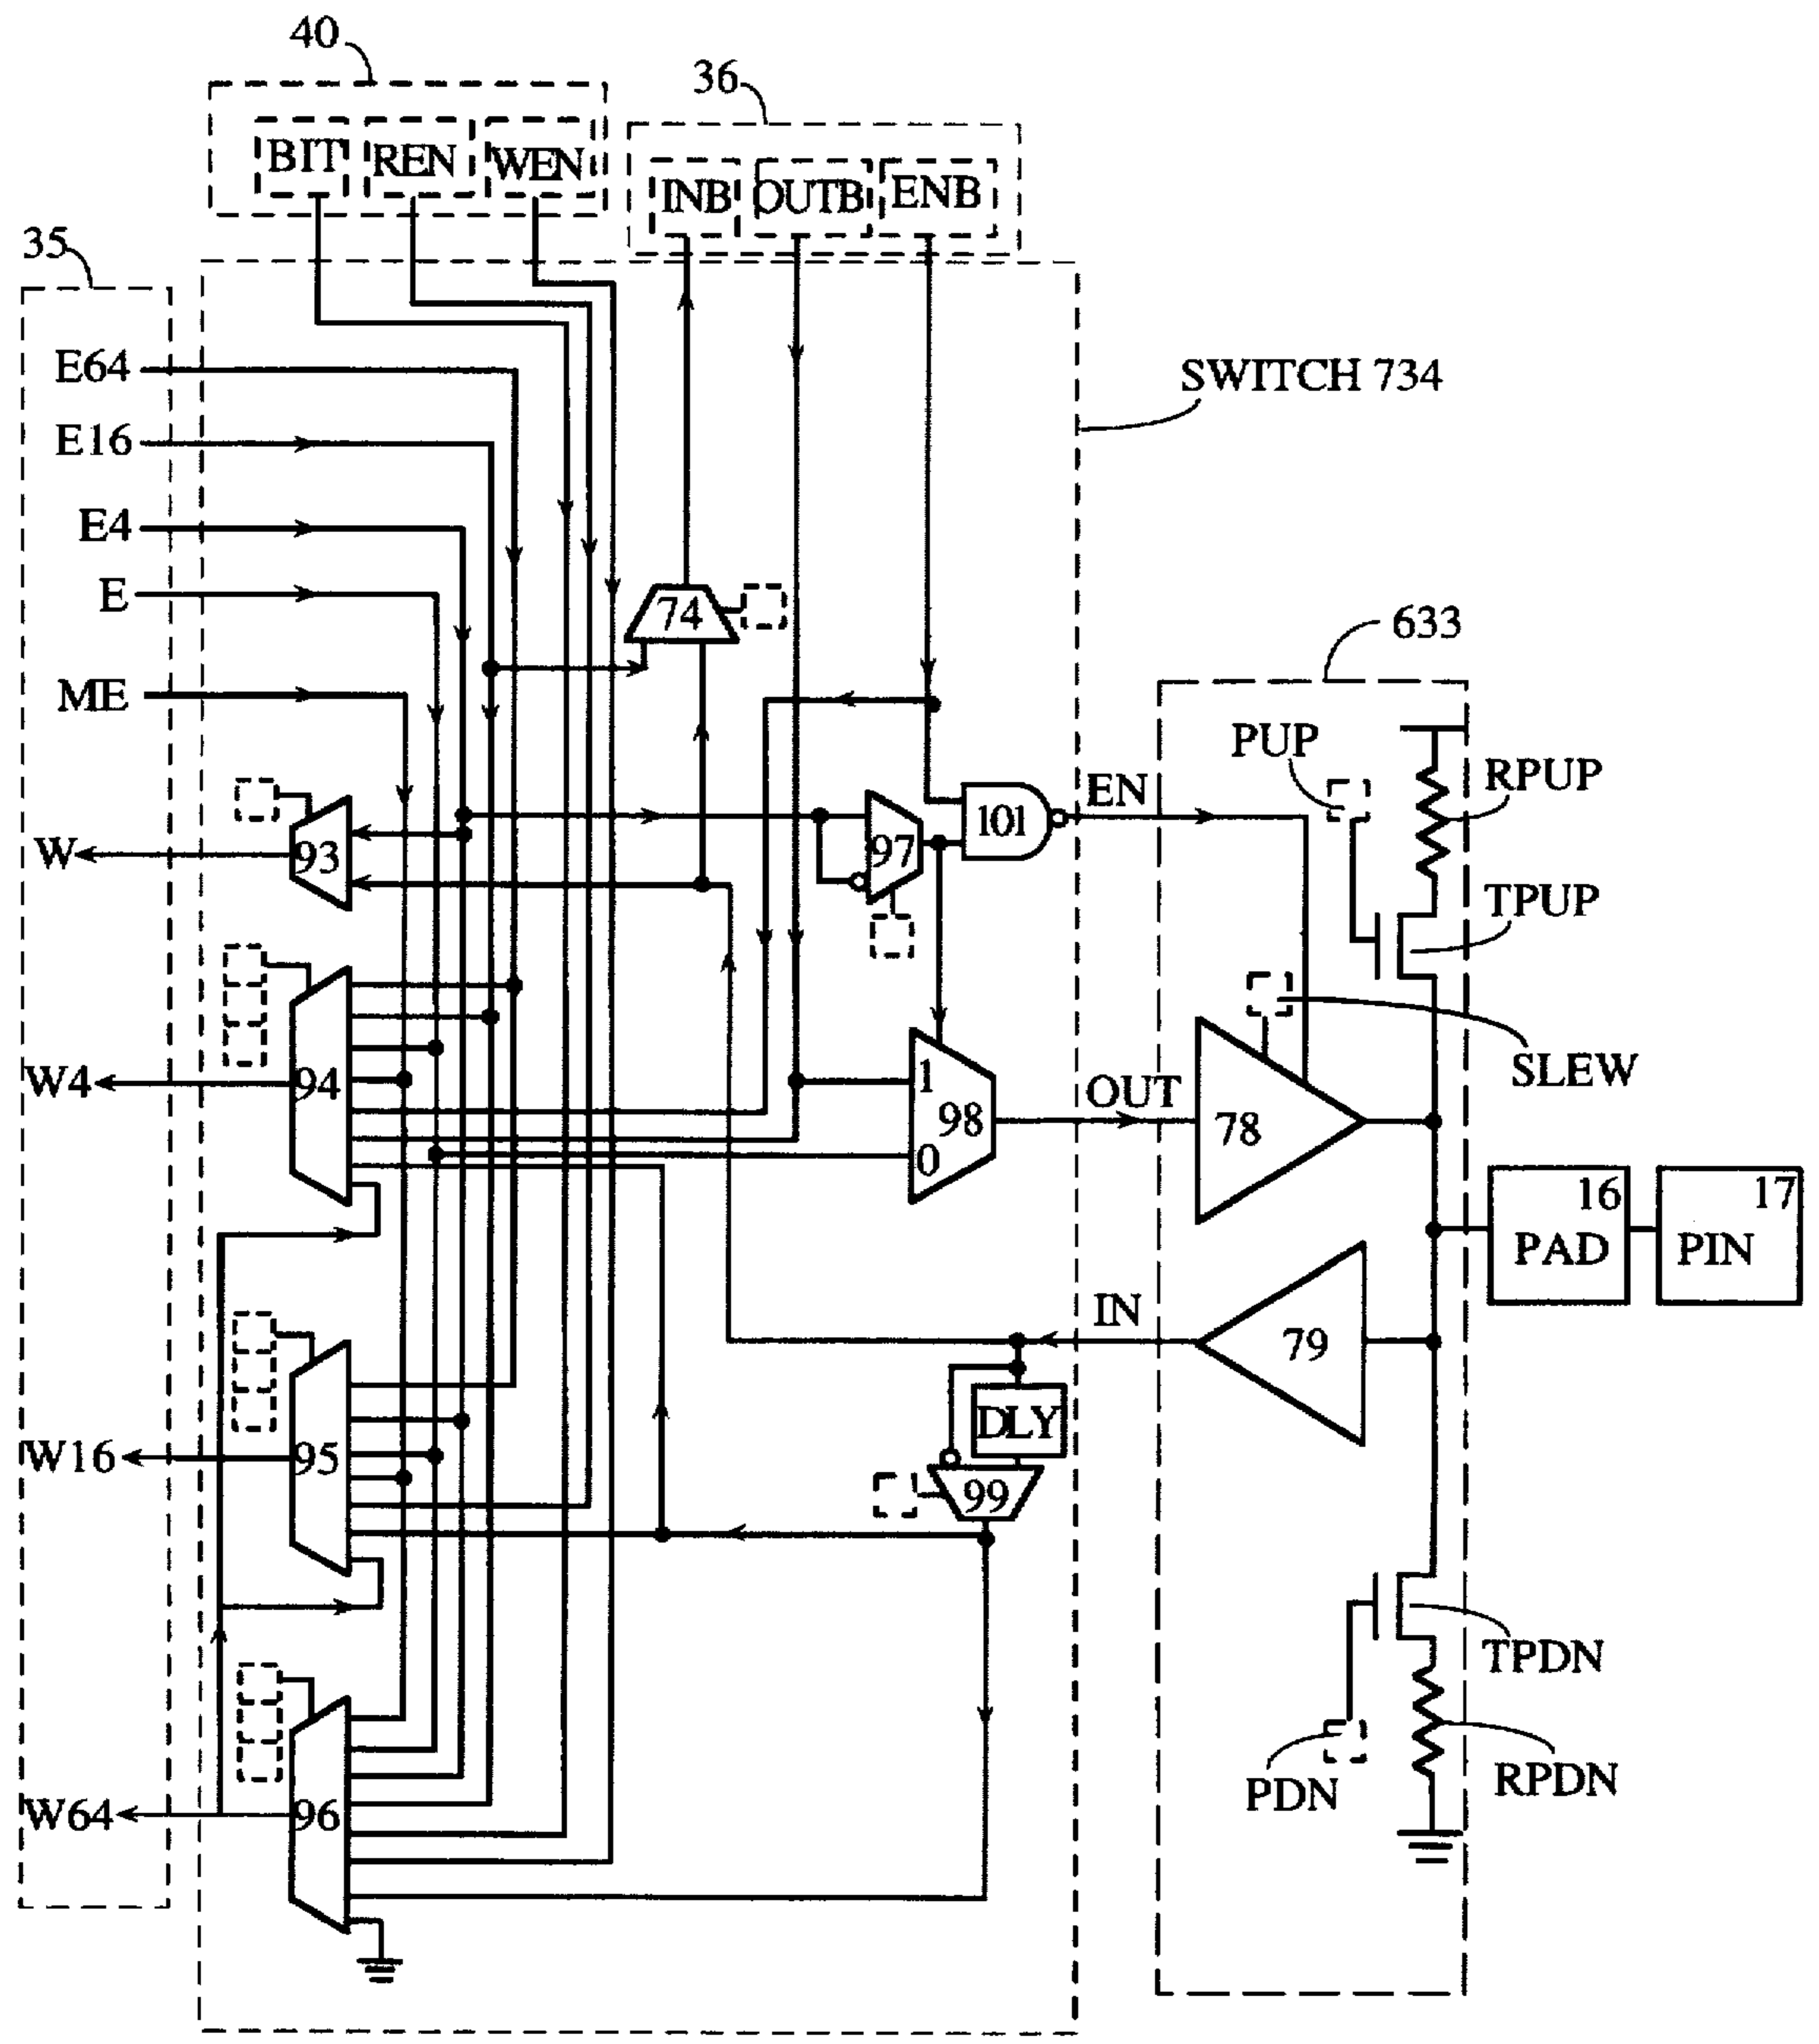 40
36
BIT REN WEN
INB OUTB ENB
35
E64
SWITCH 734
E16
E4
E
74
633
ME
PUP
RPUP
EN
101
W
93
97
TPUP
SLEW
W4
94
1
98
0
OUT
78
16
PAD
17
PIN
IN
79
DLY
W16
95
99
TPDN
PDN
RPDN
W64
96